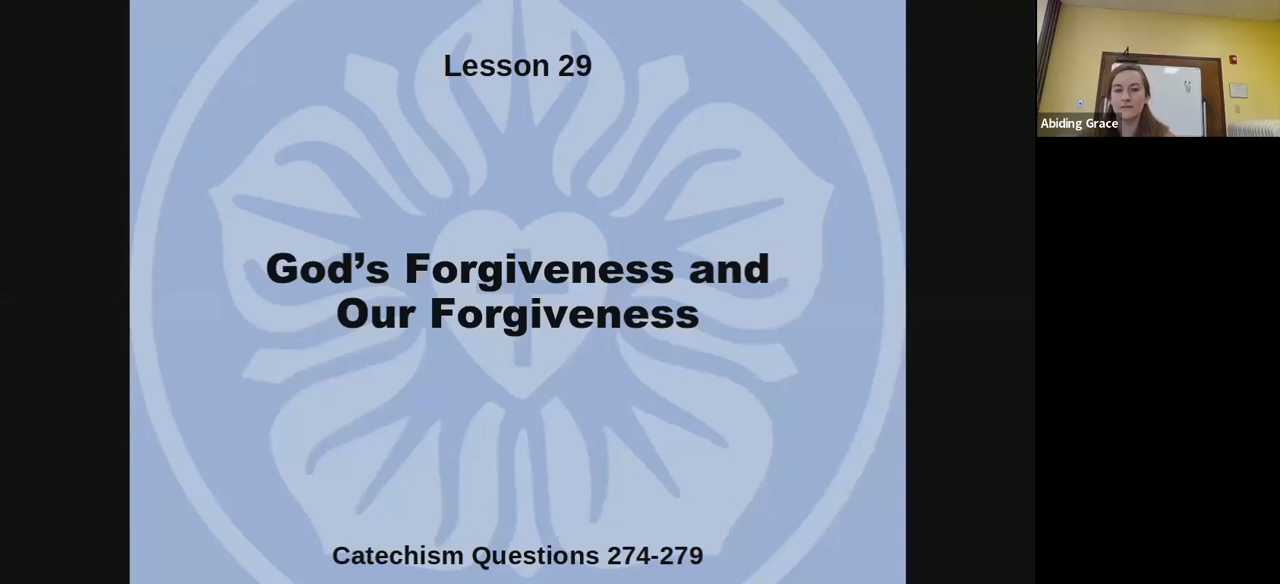 Lesson 29
God’s Forgiveness and
Our Forgiveness
Catechism Questions 274-279
Abiding Grace